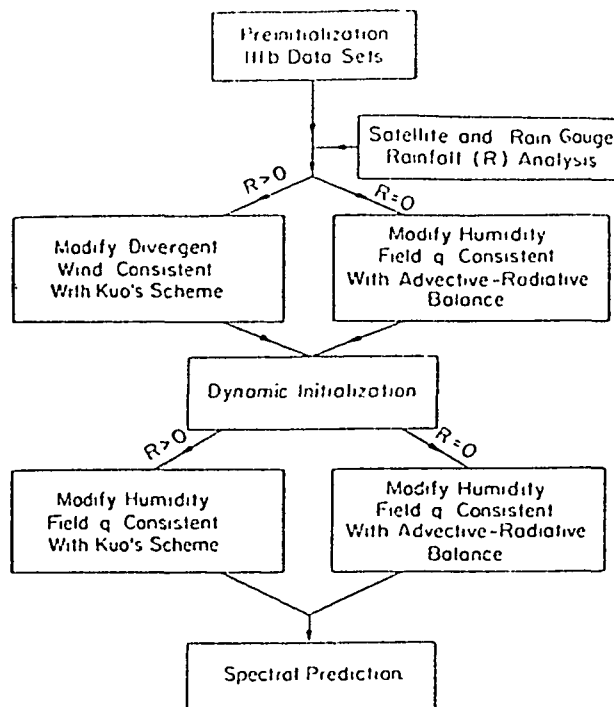 Preinitialization
IIIb Data Sets
Satellite and Rain Gauge
Rainfall (R) Analysis
R>0
R=0
Modify Divergent
Wind Consistent
With Kuo's Scheme
Modify Humidity
Field q Consistent
With Advective-Radiative
Balance
Dynamic Initialization
R>0
R=0
Modify Humidity
Field q Consistent
With Kuo's Scheme
Modify Humidity
Field q Consistent
With Advective-Radiative
Balance
Spectral Prediction